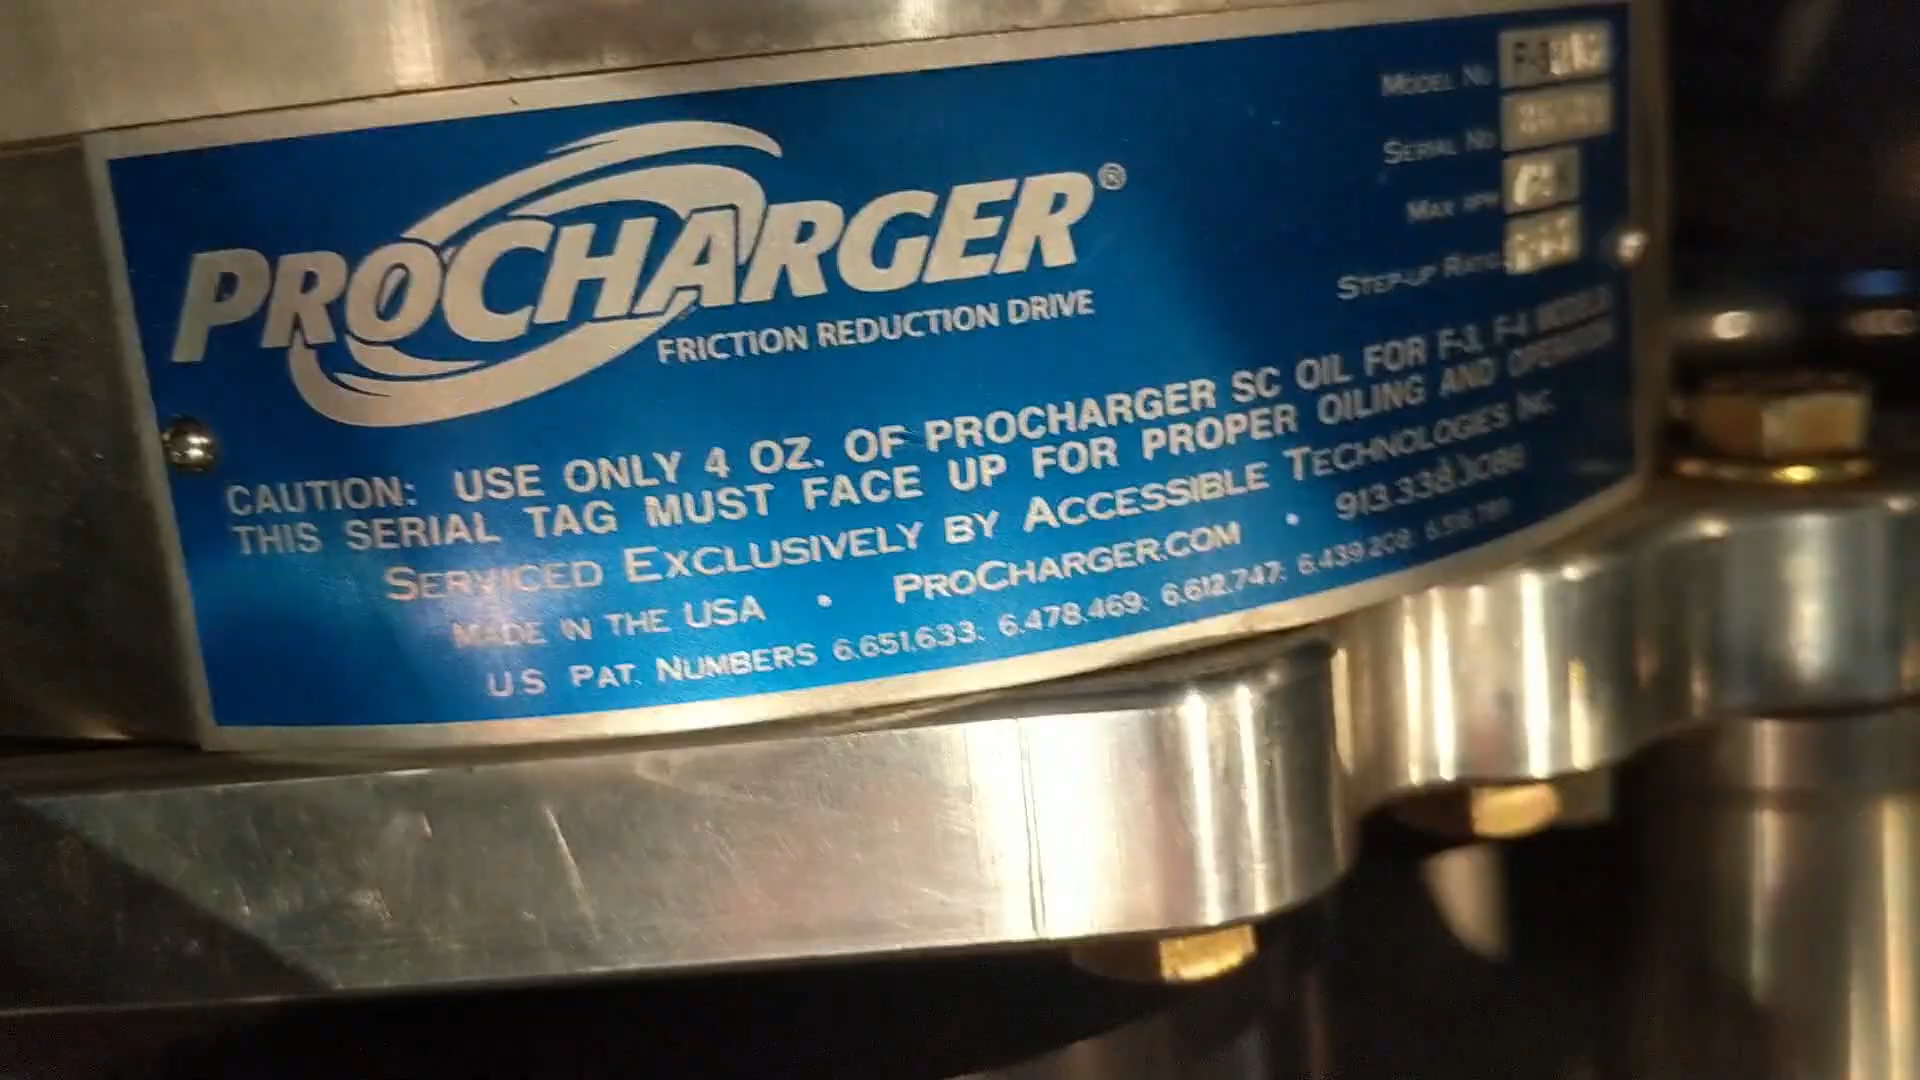 PROCHARGER®
FRICTION REDUCTION DRIVE
MODEL NO
SERIAL NO
MAX RPM
STEP-UP RATIO
CAUTION: USE ONLY 4 OZ. OF PROCHARGER SC OIL FOR F-3, F-4 MODELS
THIS SERIAL TAG MUST FACE UP FOR PROPER OILING AND OPERATION
SERVICED EXCLUSIVELY BY ACCESSIBLE TECHNOLOGIES INC.
MADE IN THE USA • PROCHARGER.COM • 913.338.3086
U.S PAT. NUMBERS 6,651,633; 6,478,469; 6,612,747; 6,439,208;